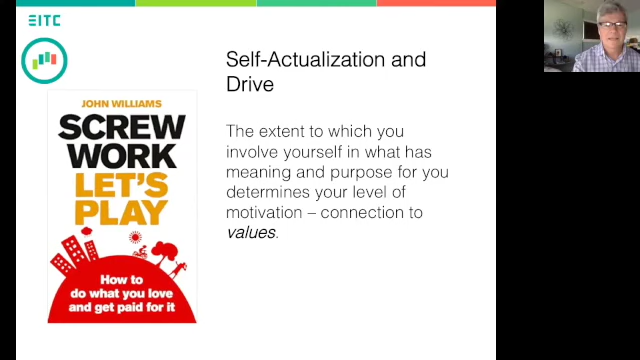 EITC
Self-Actualization and
Drive
JOHN WILLIAMS
SCREW
WORK
LET'S
PLAY
How to
do what you love
and get paid for it
The extent to which you
involve yourself in what has
meaning and purpose for you
determines your level of
motivation – connection to
values.